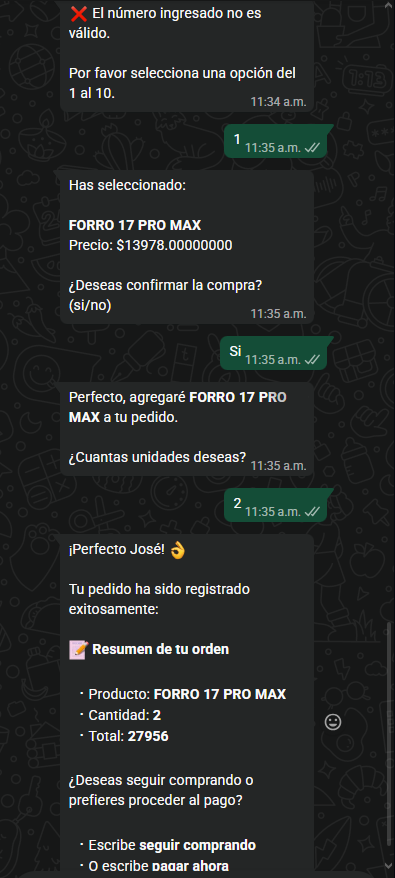 ❌ El número ingresado no es
válido.
Por favor selecciona una opción del
1 al 10.
11:34 a.m.
1
11:35 a.m.
Has seleccionado:
FORRO 17 PRO MAX
Precio: $13978.00000000
¿Deseas confirmar la compra?
(si/no)
11:35 a.m.
Si
11:35 a.m.
Perfecto, agregaré FORRO 17 PRO
MAX a tu pedido.
¿Cuantas unidades deseas?
11:35 a.m.
2
11:35 a.m.
¡Perfecto José! 👌
Tu pedido ha sido registrado
exitosamente:
📝 Resumen de tu orden
· Producto: FORRO 17 PRO MAX
· Cantidad: 2
· Total: 27956
¿Deseas seguir comprando o
prefieres proceder al pago?
· Escribe seguir comprando
· O escribe pagar ahora